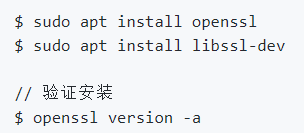 $ sudo apt install openssl
$ sudo apt install libssl-dev
// 验证安装
$ openssl version -a